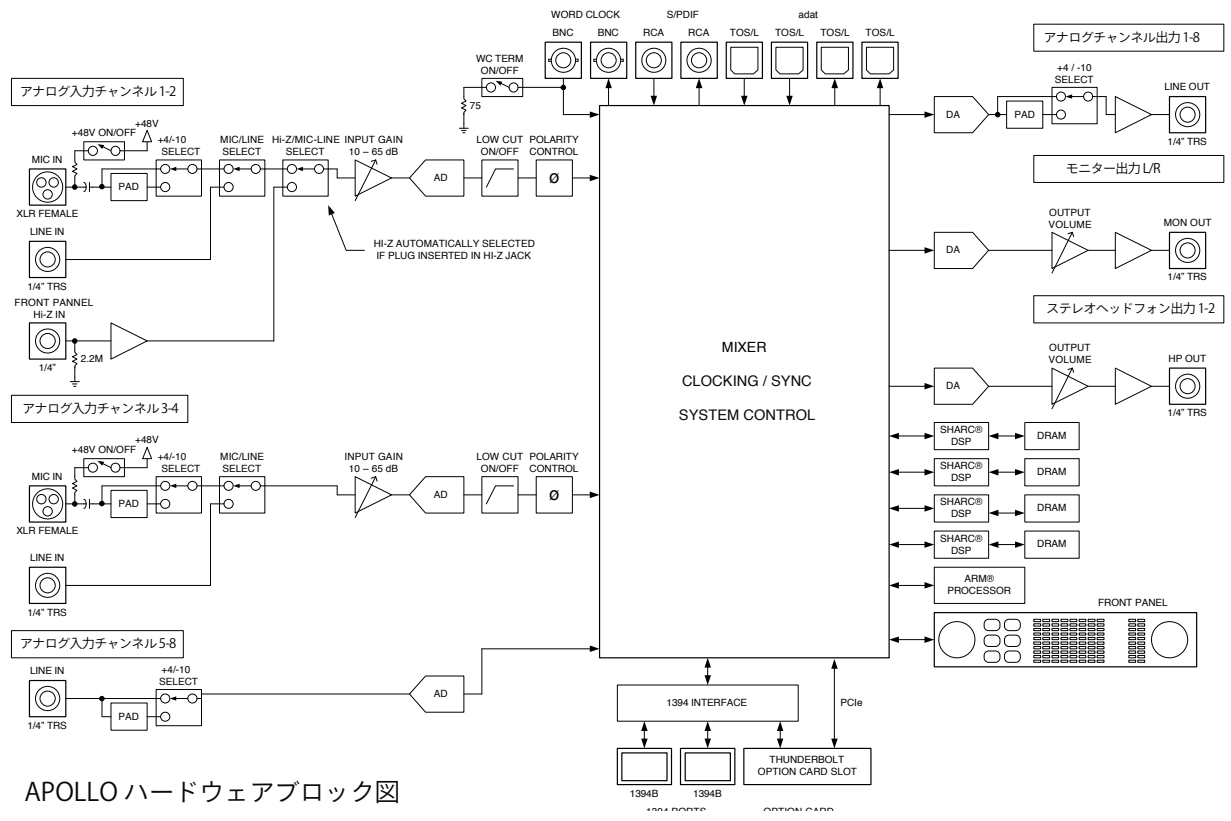 WORD CLOCK
S/PDIF
adat
BNC
BNC
RCA
RCA
TOS/L
TOS/L
TOS/L
TOS/L
WC TERM
ON/OFF
75
アナログ入力チャンネル 1-2
+48V ON/OFF
+48V
MIC IN
XLR FEMALE
PAD
+4/-10
SELECT
MIC/LINE
SELECT
Hi-Z/MIC-LINE
SELECT
INPUT GAIN
10 – 65 dB
AD
LOW CUT
ON/OFF
POLARITY
CONTROL
Ø
LINE IN
1/4" TRS
HI-Z AUTOMATICALLY SELECTED
IF PLUG INSERTED IN HI-Z JACK
FRONT PANNEL
Hi-Z IN
2.2M
1/4"
アナログ入力チャンネル 3-4
+48V ON/OFF
+48V
MIC IN
XLR FEMALE
PAD
+4/-10
SELECT
MIC/LINE
SELECT
INPUT GAIN
10 – 65 dB
AD
LOW CUT
ON/OFF
POLARITY
CONTROL
Ø
LINE IN
1/4" TRS
アナログ入力チャンネル 5-8
LINE IN
1/4" TRS
PAD
+4/-10
SELECT
AD
MIXER
CLOCKING / SYNC
SYSTEM CONTROL
アナログチャンネル出力 1-8
DA
PAD
+4 / -10
SELECT
LINE OUT
1/4" TRS
モニター出力 L/R
DA
OUTPUT
VOLUME
MON OUT
1/4" TRS
ステレオヘッドフォン出力 1-2
DA
OUTPUT
VOLUME
HP OUT
1/4" TRS
SHARC®
DSP
DRAM
SHARC®
DSP
DRAM
SHARC®
DSP
DRAM
SHARC®
DSP
DRAM
ARM®
PROCESSOR
FRONT PANEL
1394 INTERFACE
PCIe
1394B
1394B
THUNDERBOLT
OPTION CARD SLOT
1394 PORTS
OPTION CARD
APOLLO ハードウェアブロック図